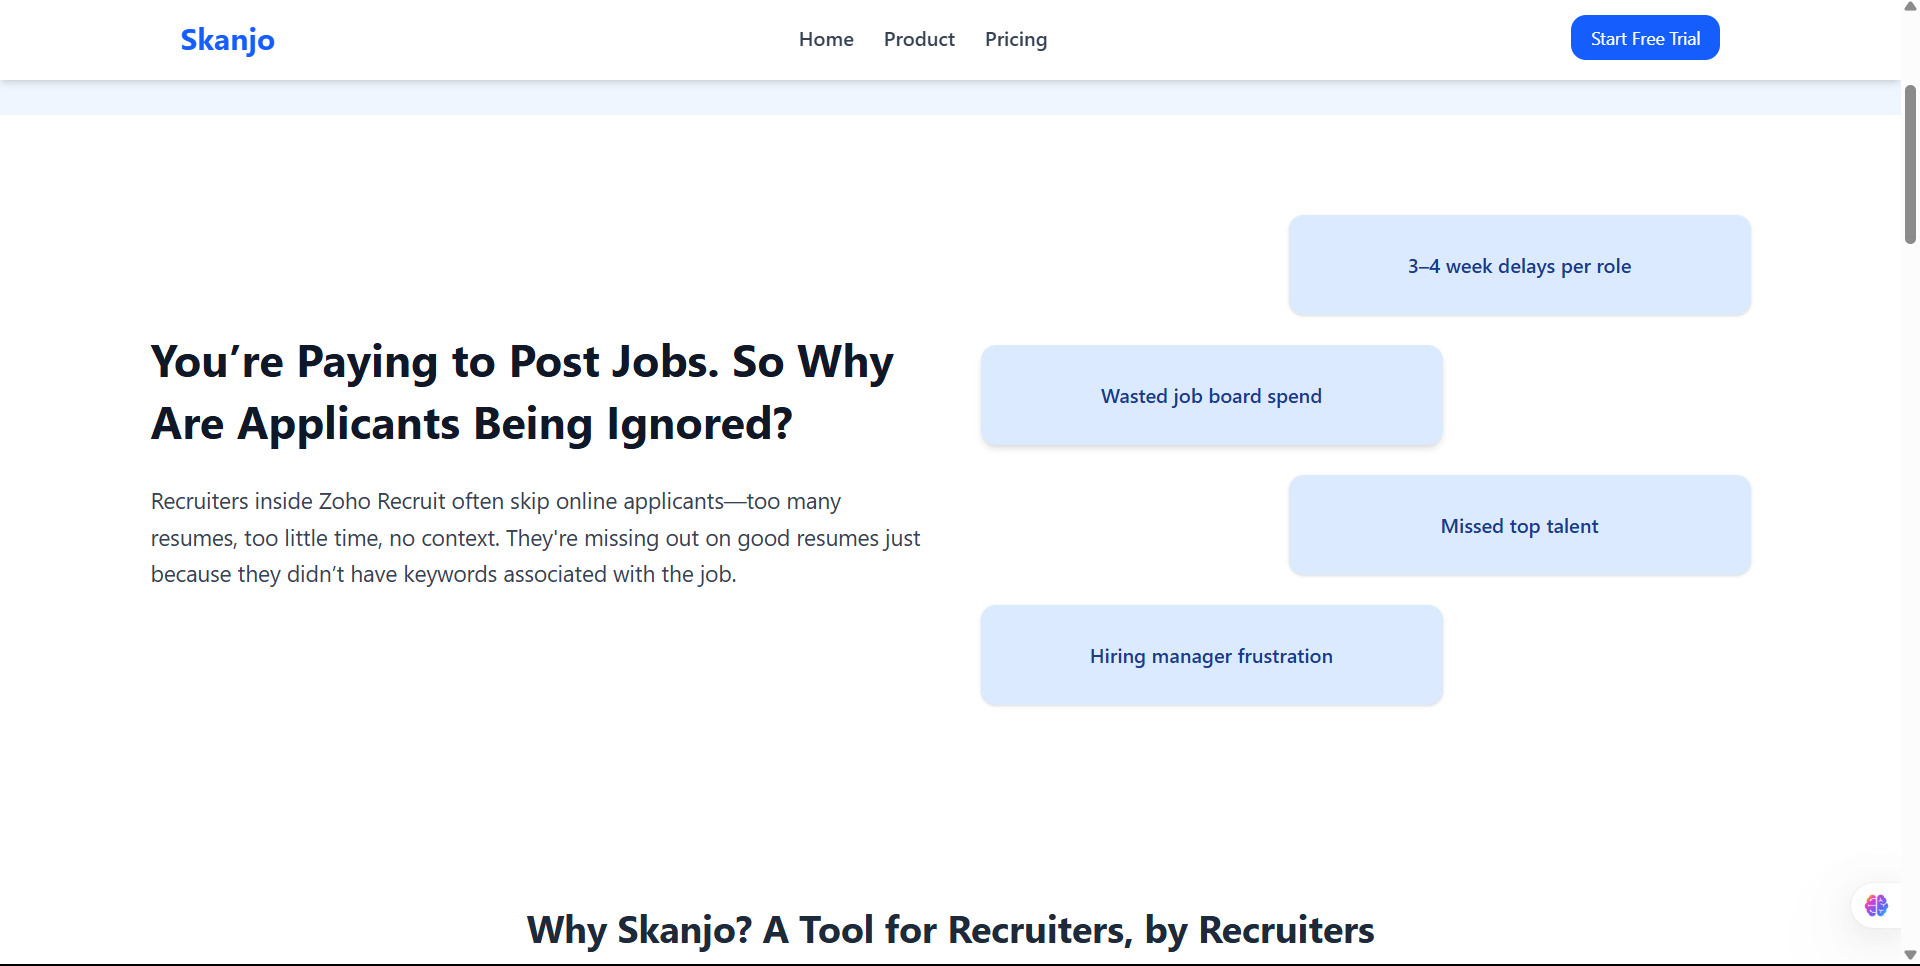 Skanjo
Home
Product
Pricing
Start Free Trial
You’re Paying to Post Jobs. So Why
Are Applicants Being Ignored?
Recruiters inside Zoho Recruit often skip online applicants—too many
resumes, too little time, no context. They're missing out on good resumes just
because they didn’t have keywords associated with the job.
3–4 week delays per role
Wasted job board spend
Missed top talent
Hiring manager frustration
Why Skanjo? A Tool for Recruiters, by Recruiters